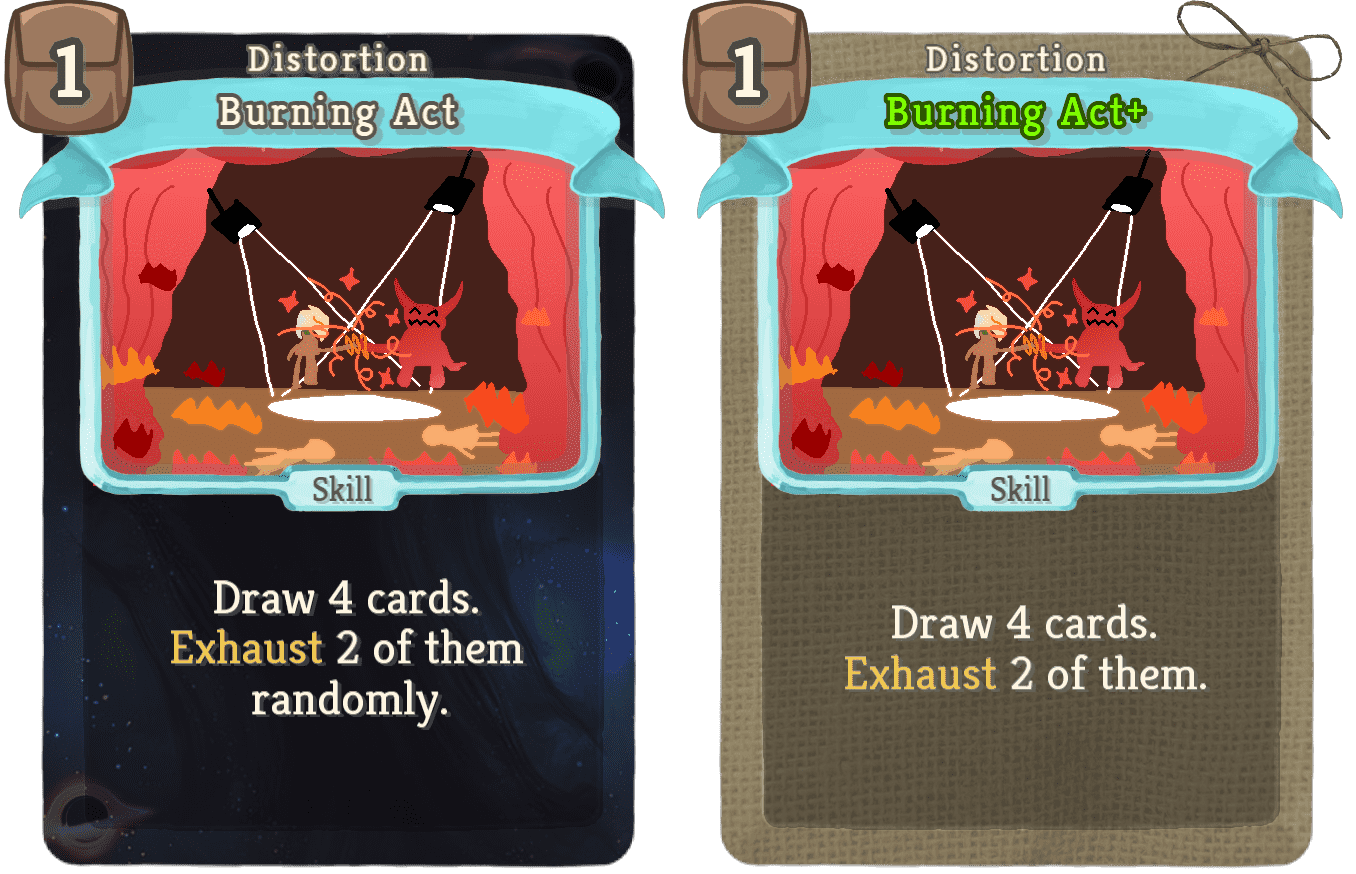 1
Distortion
Burning Act
Skill
Draw 4 cards.
Exhaust 2 of them
randomly.
1
Distortion
Burning Act+
Skill
Draw 4 cards.
Exhaust 2 of them.